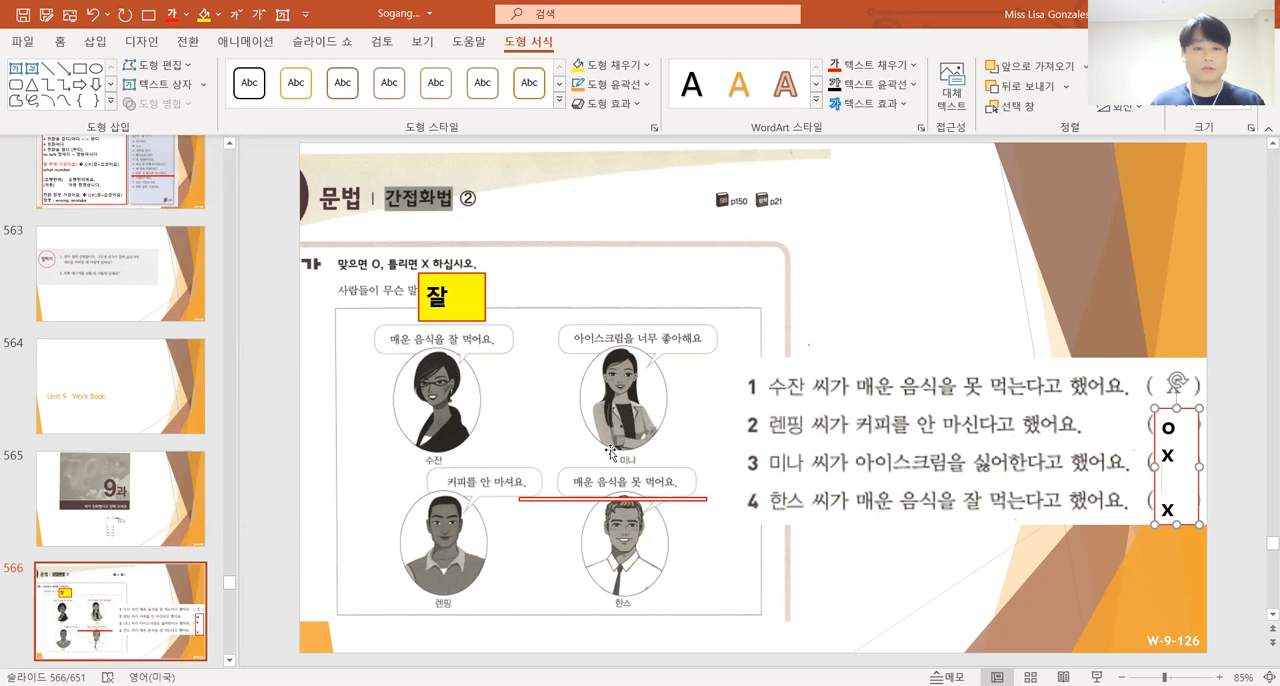 Sogang...
검색
Miss Lisa Gonzales
파일 홈 삽입 디자인 전환 애니메이션 슬라이드 쇼 검토 보기 도움말 도형 서식
도형 편집
텍스트 상자
도형 병합
도형 삽입
Abc Abc Abc Abc Abc Abc Abc
도형 채우기
도형 윤곽선
도형 효과
도형 스타일
A A A
텍스트 채우기
텍스트 윤곽선
텍스트 효과
WordArt 스타일
대체
텍스트
접근성
앞으로 가져오기
뒤로 보내기
선택 창
회전
정렬
크기
563
564
Unit 9 Work Book
565
9과
566
문법 | 간접화법 ②
p150 p21
가 맞으면 O, 틀리면 X 하십시오.
사람들이 무슨 말
잘
매운 음식을 잘 먹어요.
아이스크림을 너무 좋아해요
수잔
미나
커피를 안 마셔요.
매운 음식을 못 먹어요.
렌핑
한스
1 수잔 씨가 매운 음식을 못 먹는다고 했어요. ( )
2 렌핑 씨가 커피를 안 마신다고 했어요. (
3 미나 씨가 아이스크림을 싫어한다고 했어요. (
4 한스 씨가 매운 음식을 잘 먹는다고 했어요. (
O
X
X
W-9-126
슬라이드 566/651
영어(미국)
메모
85%